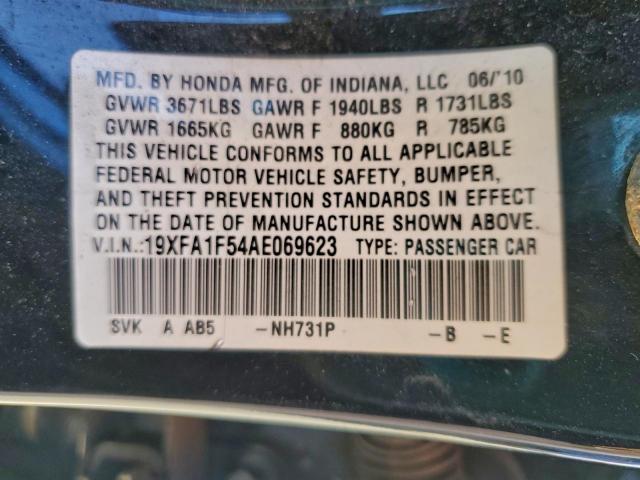 MFD. BY HONDA MFG. OF INDIANA, LLC 06/'10
GVWR 3671LBS GAWR F 1940LBS R 1731LBS
GVWR 1665KG GAWR F 880KG R 785KG
THIS VEHICLE CONFORMS TO ALL APPLICABLE
FEDERAL MOTOR VEHICLE SAFETY, BUMPER,
AND THEFT PREVENTION STANDARDS IN EFFECT
ON THE DATE OF MANUFACTURE SHOWN ABOVE.
V.I.N.:19XFA1F54AE069623 TYPE: PASSENGER CAR
SVK A AB5 -NH731P -B -E